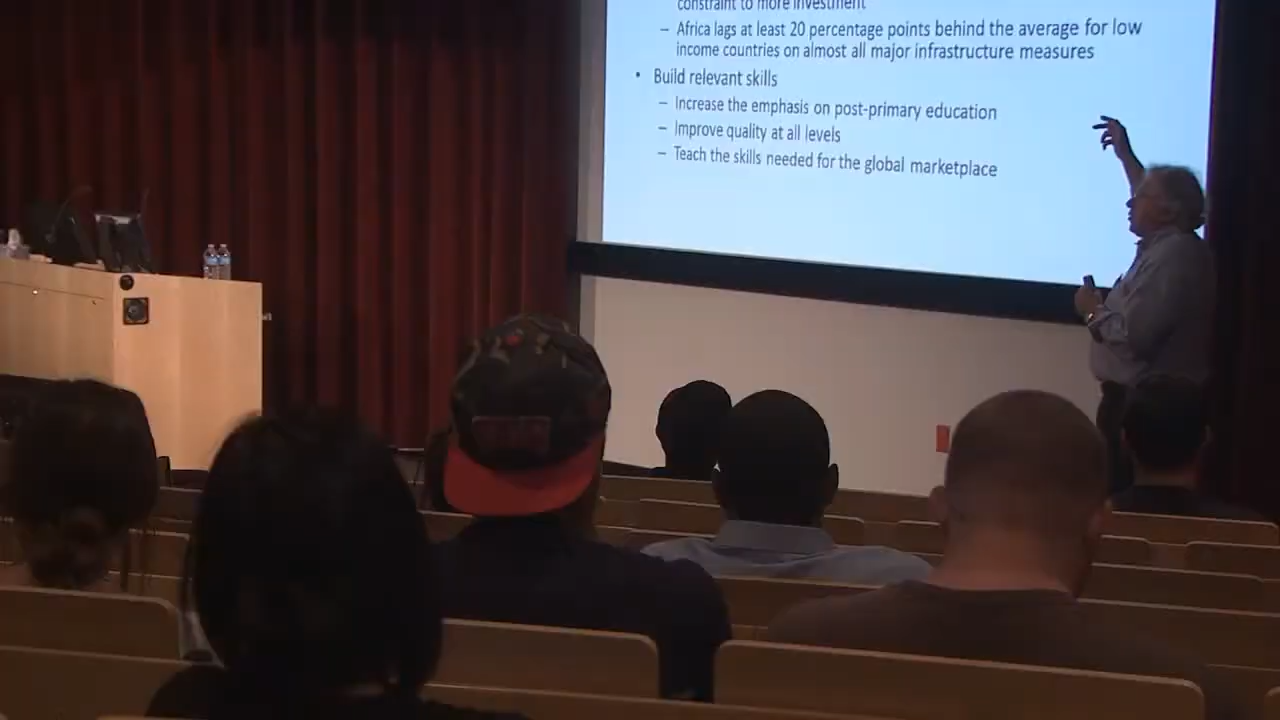 constraint to more investment
– Africa lags at least 20 percentage points behind the average for low
income countries on almost all major infrastructure measures
• Build relevant skills
– Increase the emphasis on post-primary education
– Improve quality at all levels
– Teach the skills needed for the global marketplace